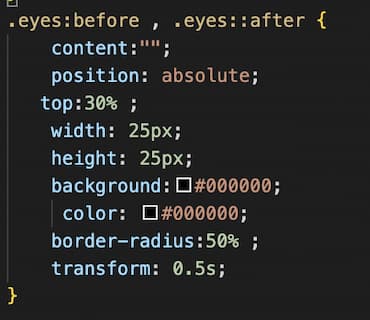 .eyes:before , .eyes::after {
content:"";
position: absolute;
top:30% ;
width: 25px;
height: 25px;
background:#000000;
color: #000000;
border-radius:50% ;
transform: 0.5s;
}